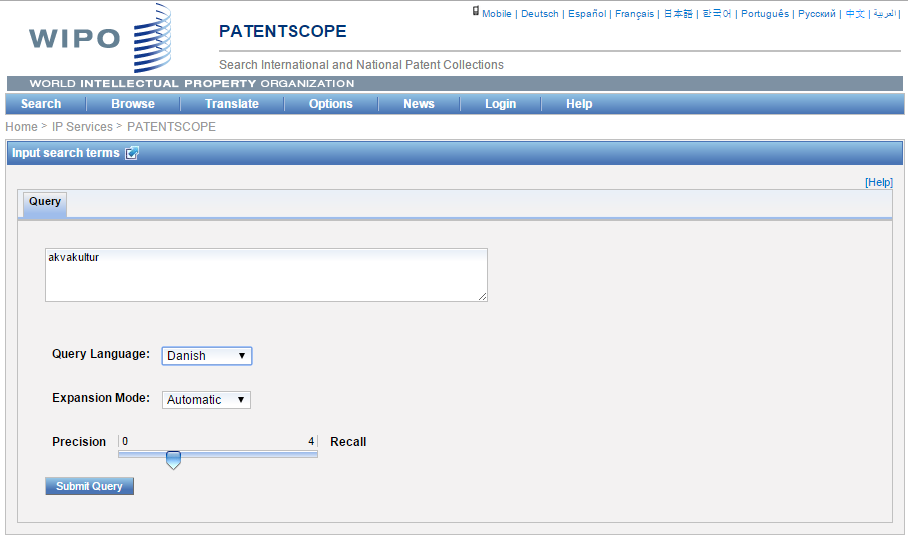 WIPO
Mobile | Deutsch | Español | Français | 日本語 | 한국어 | Português | Русский | 中文 | العربية |
PATENTSCOPE
Search International and National Patent Collections
WORLD INTELLECTUAL PROPERTY ORGANIZATION
Search Browse Translate Options News Login Help
Home > IP Services > PATENTSCOPE
Input search terms
[Help]
Query
akvakultur
Query Language: Danish
Expansion Mode: Automatic
Precision 0 4 Recall
Submit Query